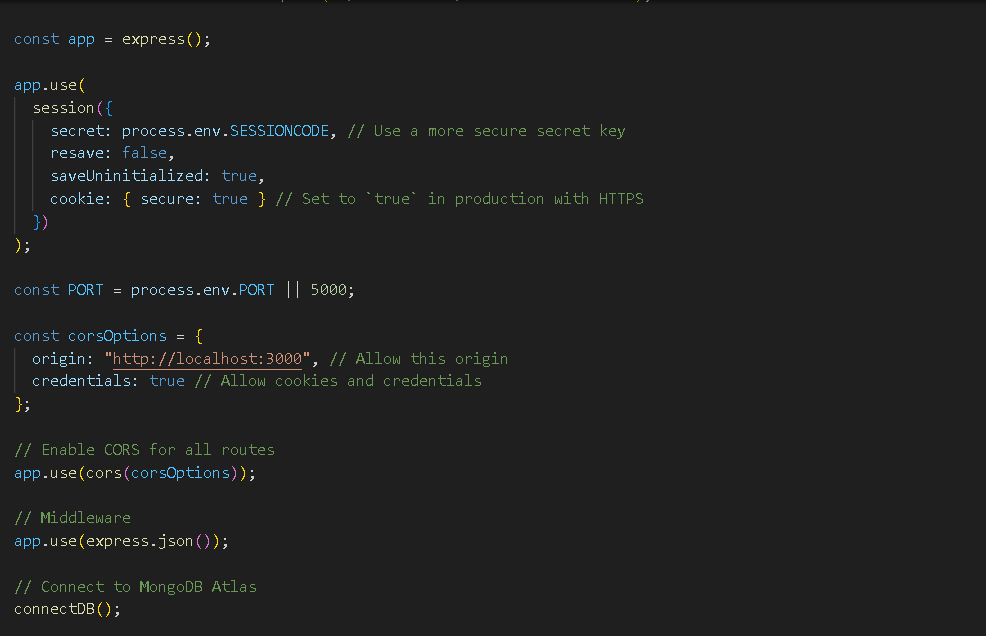 const app = express();
app.use(
session({
secret: process.env.SESSIONCODE, // Use a more secure secret key
resave: false,
saveUninitialized: true,
cookie: { secure: true } // Set to `true` in production with HTTPS
})
);
const PORT = process.env.PORT || 5000;
const corsOptions = {
origin: "http://localhost:3000", // Allow this origin
credentials: true // Allow cookies and credentials
};
// Enable CORS for all routes
app.use(cors(corsOptions));
// Middleware
app.use(express.json());
// Connect to MongoDB Atlas
connectDB();